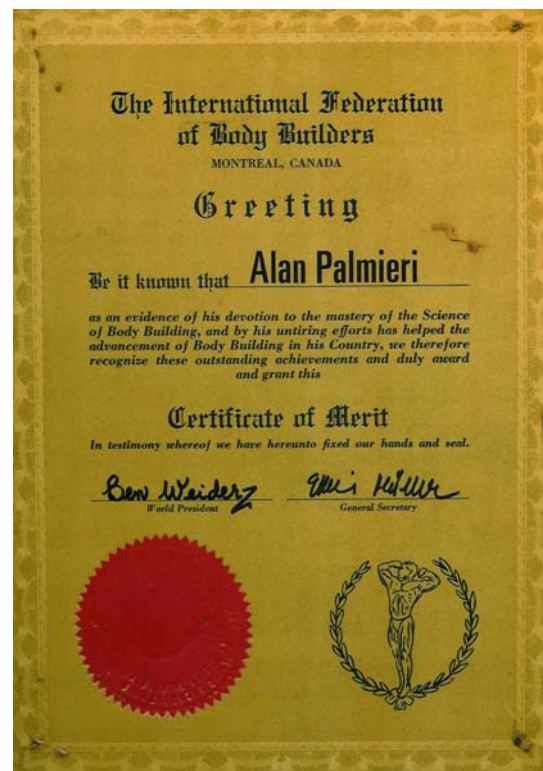 The International Federation
of Body Builders
MONTREAL, CANADA
Greeting
Be it known that Alan Palmieri
as an evidence of his devotion to the mastery of the Science
of Body Building, and by his untiring efforts has helped the
advancement of Body Building in his Country, we therefore
recognize these outstanding achievements and duly award
and grant this
Certificate of Merit
In testimony whereof we have hereunto fixed our hands and seal.
Ben Weider
World President
General Secretary